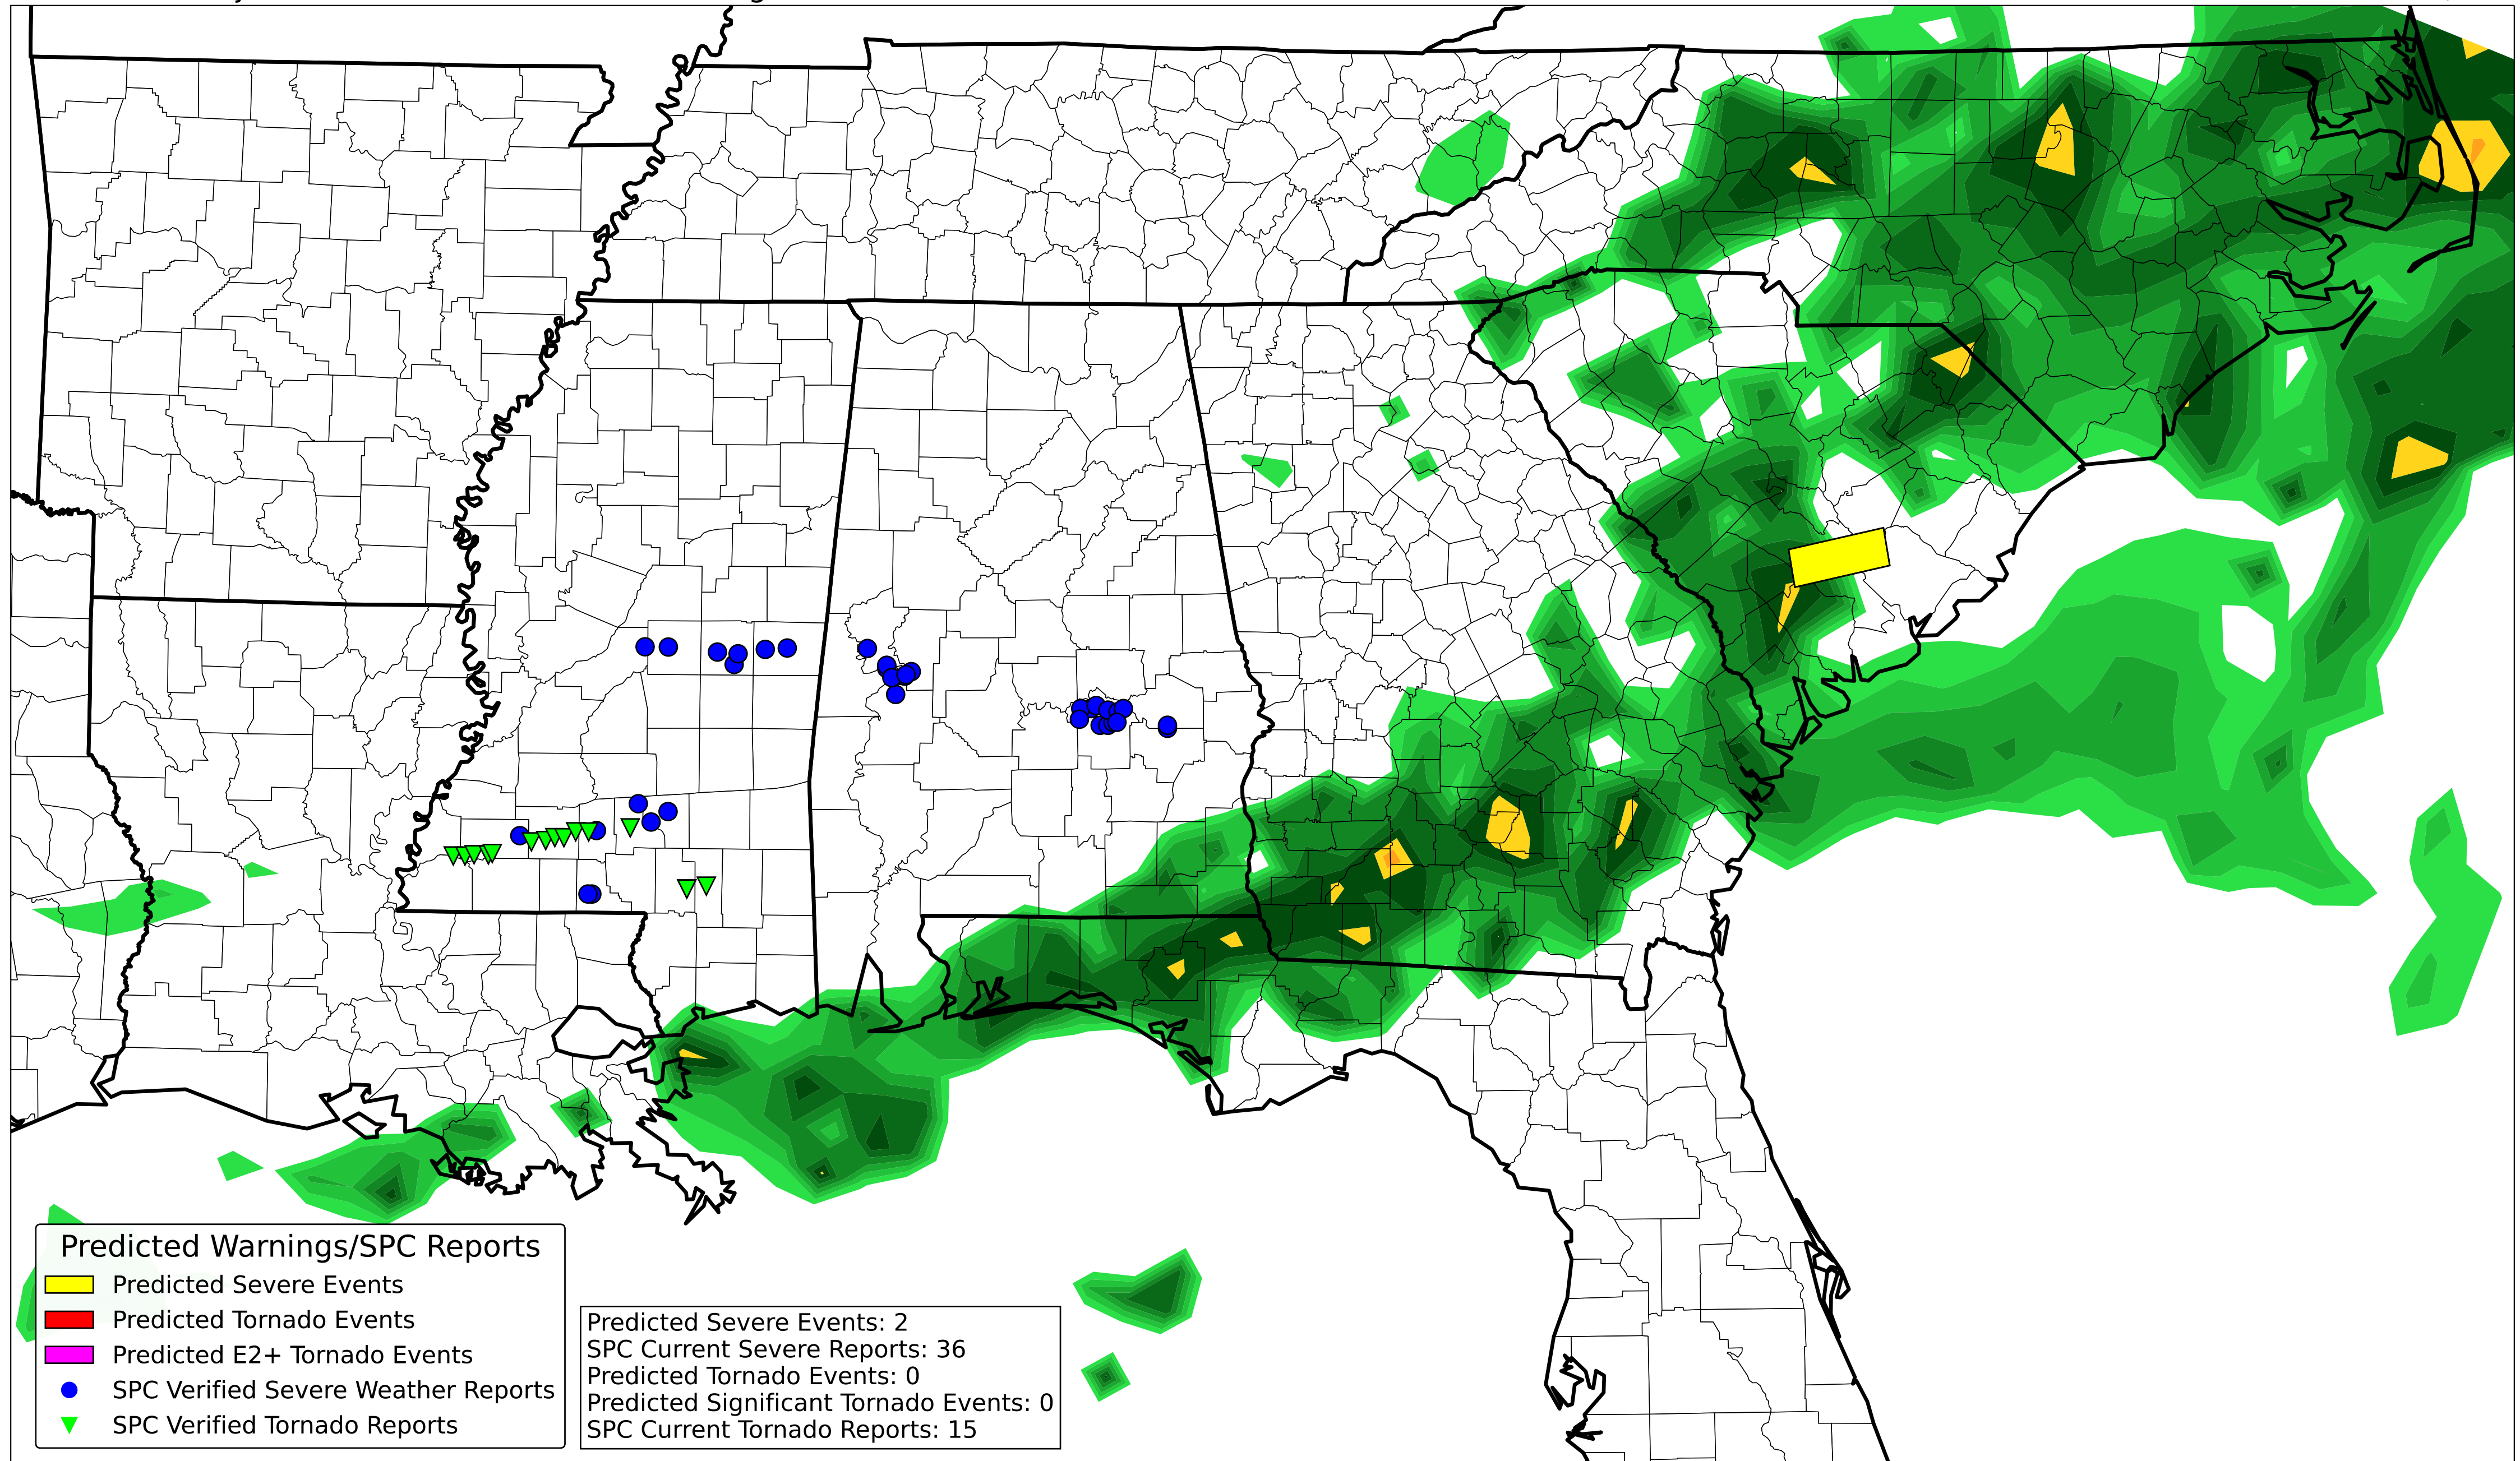 Predicted Warnings/SPC Reports
Predicted Severe Events
Predicted Tornado Events
Predicted E2+ Tornado Events
SPC Verified Severe Weather Reports
SPC Verified Tornado Reports
Predicted Severe Events: 2
SPC Current Severe Reports: 36
Predicted Tornado Events: 0
Predicted Significant Tornado Events: 0
SPC Current Tornado Reports: 15